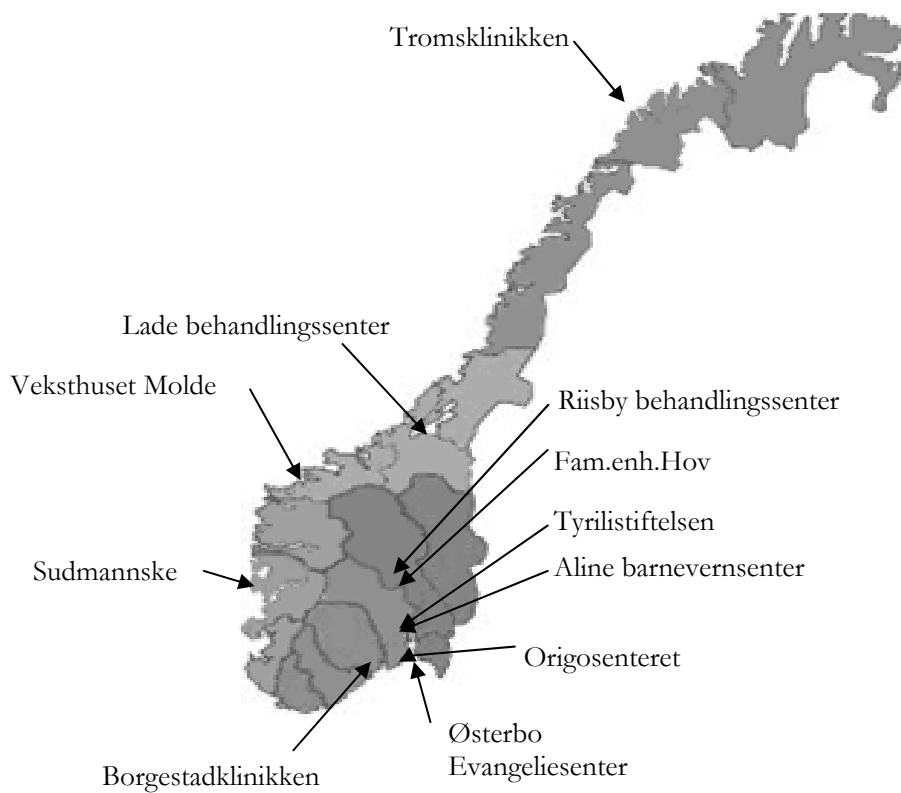 Tromsklinikken
Lade behandlingssenter
Veksthuset Molde
Riisby behandlingssenter
Fam.enh.Hov
Tyrilistiftelsen
Sudmannske
Aline barnevernsenter
Origosenteret
Østerbo
Evangeliesenter
Borgestadklinikken